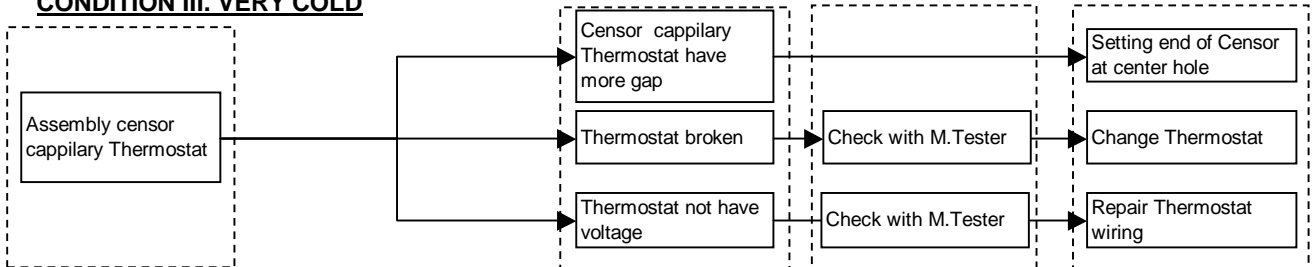 CONDITION III. VERY COLD
Assembly censor
cappilary Thermostat
Censor  cappilary
Thermostat have
more gap
Setting end of Censor
at center hole
Thermostat broken
Check with M.Tester
Change Thermostat
Thermostat not have
voltage
Check with M.Tester
Repair Thermostat
wiring